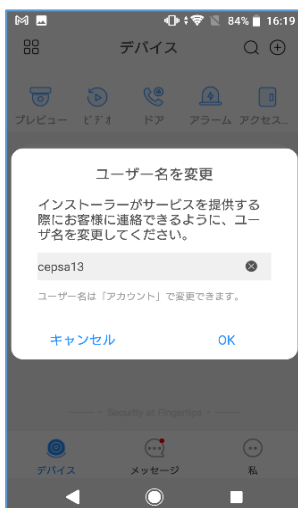 84% 16:19
デバイス
プレビュー ビデオ ドア アラーム アクセス...
ユーザー名を変更
インストーラーがサービスを提供する
際にお客様に連絡できるように、ユー
ザ名を変更してください。
cepsa13
ユーザー名は「アカウント」で変更できます。
キャンセル OK
Security at Fingertips
デバイス メッセージ 私